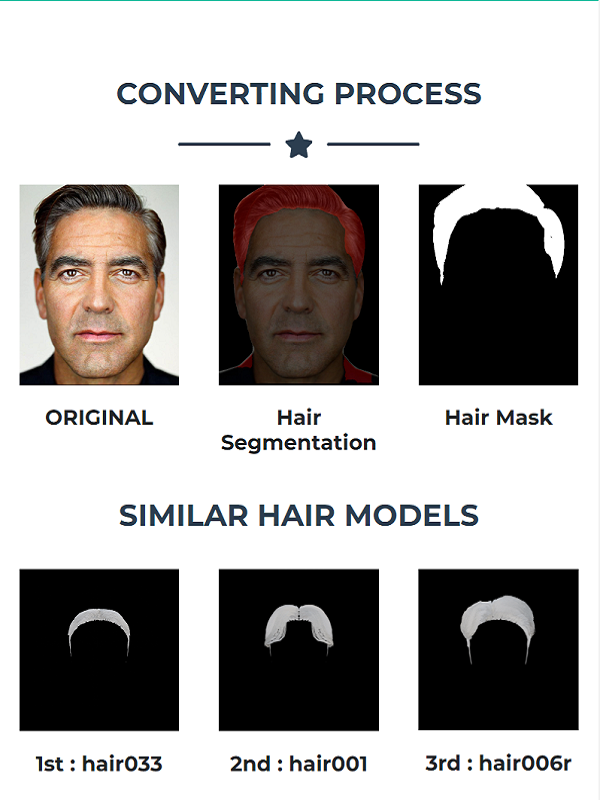 CONVERTING PROCESS
ORIGINAL
Hair
Segmentation
Hair Mask
SIMILAR HAIR MODELS
1st : hair033
2nd : hair001
3rd : hair006r